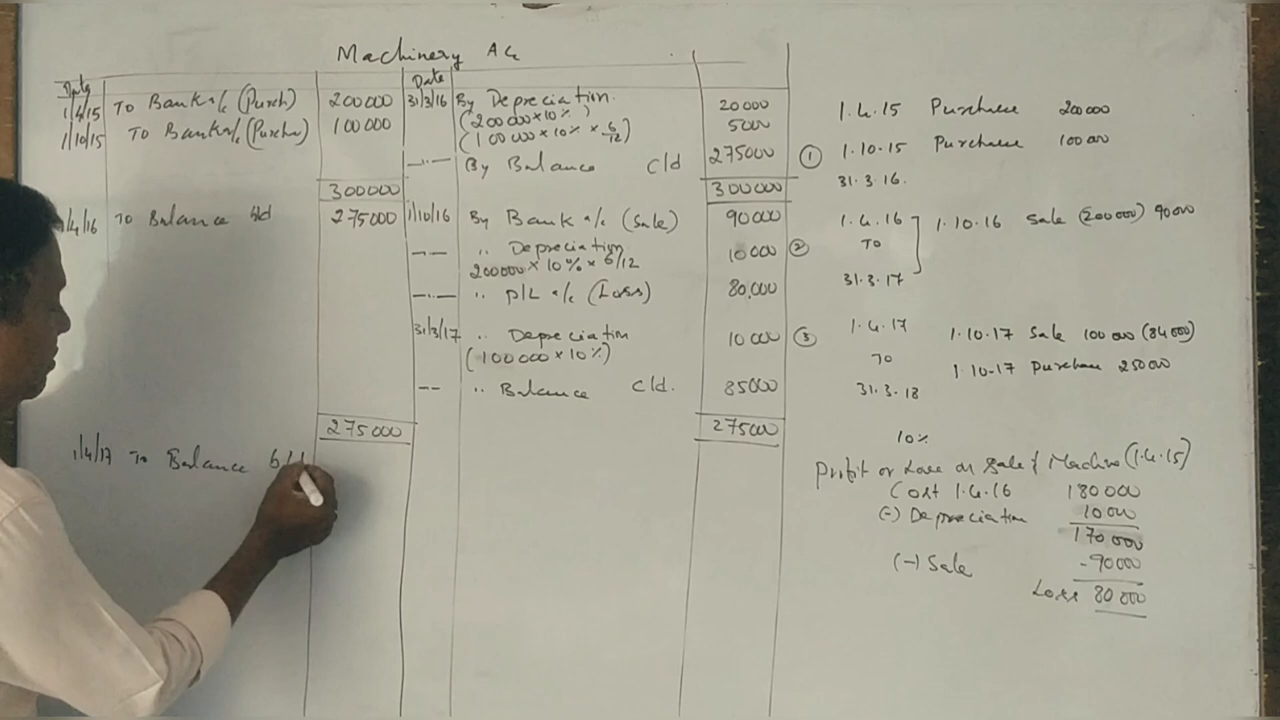 Machinery A/c
Date Date
1/4/15 To Bank a/c (Purch) 200000 31/3/16 By Depreciation 20000
(200000 x 10%)
1/10/15 To Bank a/c (Purcha) 100000 (100000 x 10% x 6/12) 5000
—·— By Balance c/d 275000
300000 300000
1/4/16 To Balance b/d 275000 1/10/16 By Bank a/c (Sale) 90000
—— " Depreciation 10000
200000 x 10% x 6/12
—·— " P/L a/c (Loss) 80,000
31/3/17 " Depreciation 10000
(100000 x 10%)
-- " Balance c/d. 85000
275000 275000
1/4/17 To Balance b/
1.4.15 Purchase 200000
① 1.10.15 Purchase 100000
31.3.16.
1.4.16 1.10.16 Sale (200000) 90000
② TO
31.3.17
1.4.17 1.10.17 Sale 100000 (84000)
③ TO 1.10-17 Purchase 250000
31.3.18
10%
Profit or Loss on Sale of Machine (1.4.15)
Cost 1.4.16 180000
(-) Depreciation 10000
170000
(-) Sale -90000
Loss 80000